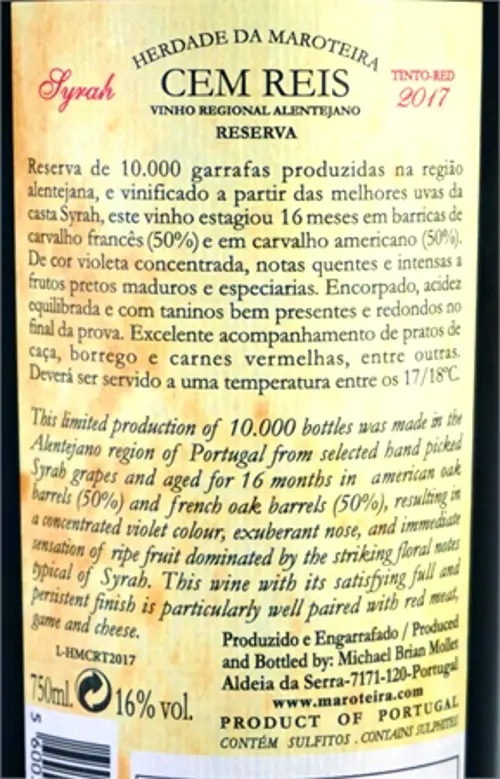 HERDADE DA MAROTEIRA
Syrah
CEM REIS
TINTO-RED
2017
VINHO REGIONAL ALENTEJANO
RESERVA
Reserva de 10.000 garrafas produzidas na região
alentejana, e vinificado a partir das melhores uvas da
casta Syrah, este vinho estagiou 16 meses em barricas de
carvalho francês (50%) e em carvalho americano (50%).
De cor violeta concentrada, notas quentes e intensas a
frutos pretos maduros e especiarias. Encorpado, acidez
equilibrada e com taninos bem presentes e redondos no
final da prova. Excelente acompanhamento de pratos de
caça, borrego e carnes vermelhas, entre outras.
Deverá ser servido a uma temperatura entre os 17/18ºC
This limited production of 10.000 bottles was made in the
Alentejano region of Portugal from selected hand picked
Syrah grapes and aged for 16 months in american oak
barrels (50%) and french oak barrels (50%), resulting in
a concentrated violet colour, exuberant nose, and immediate
sensation of ripe fruit dominated by the striking floral notes
typical of Syrah. This wine with its satisfying full and
persistent finish is particularly well paired with red meat,
game and cheese.
L-HMCRT2017
750ml. 16% vol.
Produzido e Engarrafado / Produced
and Bottled by: Michael Brian Mollet
Aldeia da Serra-7171-120-Portugal
www.maroteira.com
PRODUCT OF PORTUGAL
CONTÉM SULFITOS . CONTAINS SULPHITES